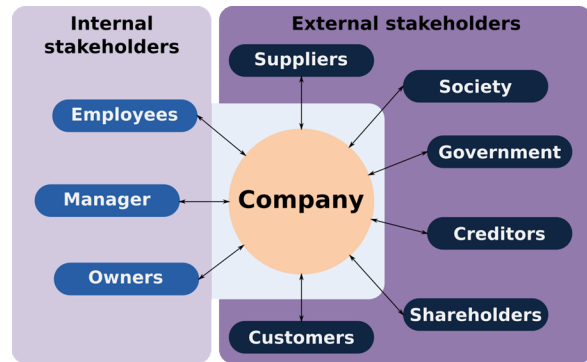 Internal
stakeholders
External stakeholders
Suppliers
Society
Employees
Government
Manager
Company
Creditors
Owners
Shareholders
Customers